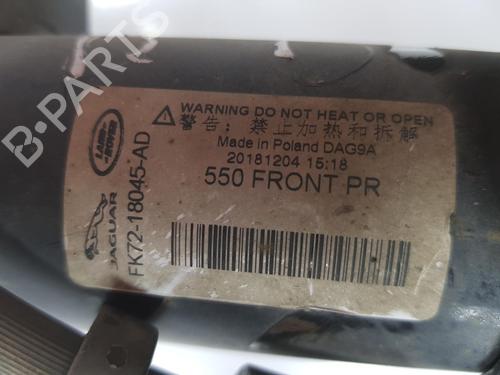 B-PARTS
WARNING DO NOT HEAT OR OPEN
警告: 禁止加热和拆解
Made in Poland DAG9A
20181204 15:18
550 FRONT PR
LAND ROVER
JAGUAR
FK72-18045-AD